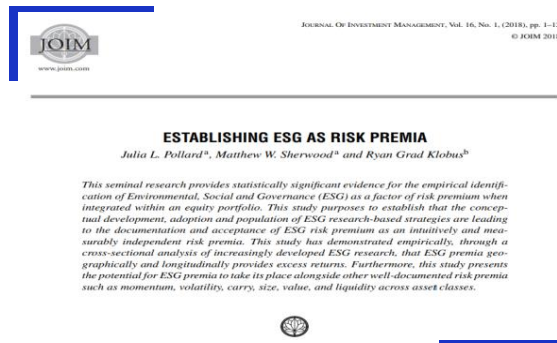 JOURNAL OF INVESTMENT MANAGEMENT, Vol. 16, No. 1, (2018), pp. 1–1
© JOIM 201
JOIM
www.joim.com
ESTABLISHING ESG AS RISK PREMIA
Julia L. Pollardᵃ, Matthew W. Sherwoodᵃ and Ryan Grad Klobusᵇ
This seminal research provides statistically significant evidence for the empirical identifi-
cation of Environmental, Social and Governance (ESG) as a factor of risk premium when
integrated within an equity portfolio. This study purposes to establish that the concep-
tual development, adoption and population of ESG research-based strategies are leading
to the documentation and acceptance of ESG risk premium as an intuitively and mea-
surably independent risk premia. This study has demonstrated empirically, through a
cross-sectional analysis of increasingly developed ESG research, that ESG premia geo-
graphically and longitudinally provides excess returns. Furthermore, this study presents
the potential for ESG premia to take its place alongside other well-documented risk premia
such as momentum, volatility, carry, size, value, and liquidity across asset classes.